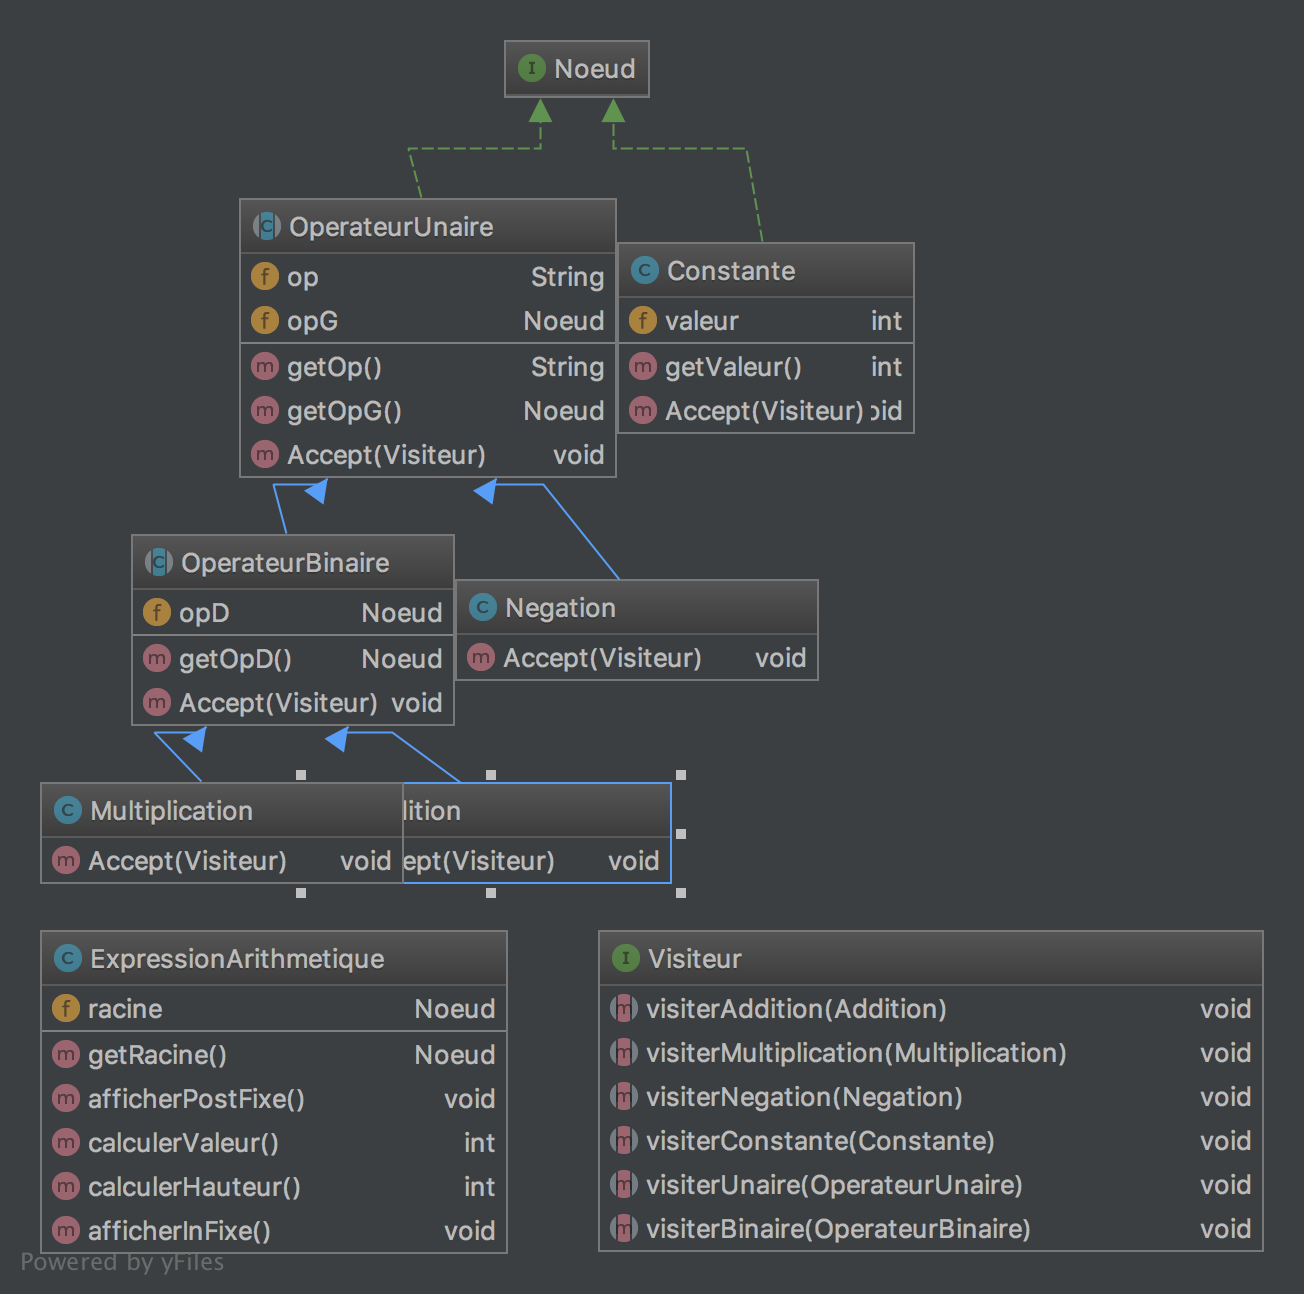 Noeud
OperateurUnaire
op String
opG Noeud
getOp() String
getOpG() Noeud
Accept(Visiteur) void
Constante
valeur int
getValeur() int
Accept(Visiteur) oid
OperateurBinaire
opD Noeud
getOpD() Noeud
Accept(Visiteur) void
Negation
Accept(Visiteur) void
Multiplication
Accept(Visiteur) void
lition
ept(Visiteur) void
ExpressionArithmetique
racine Noeud
getRacine() Noeud
afficherPostFixe() void
calculerValeur() int
calculerHauteur() int
afficherInFixe() void
Visiteur
visiterAddition(Addition) void
visiterMultiplication(Multiplication) void
visiterNegation(Negation) void
visiterConstante(Constante) void
visiterUnaire(OperateurUnaire) void
visiterBinaire(OperateurBinaire) void
Powered by yFiles